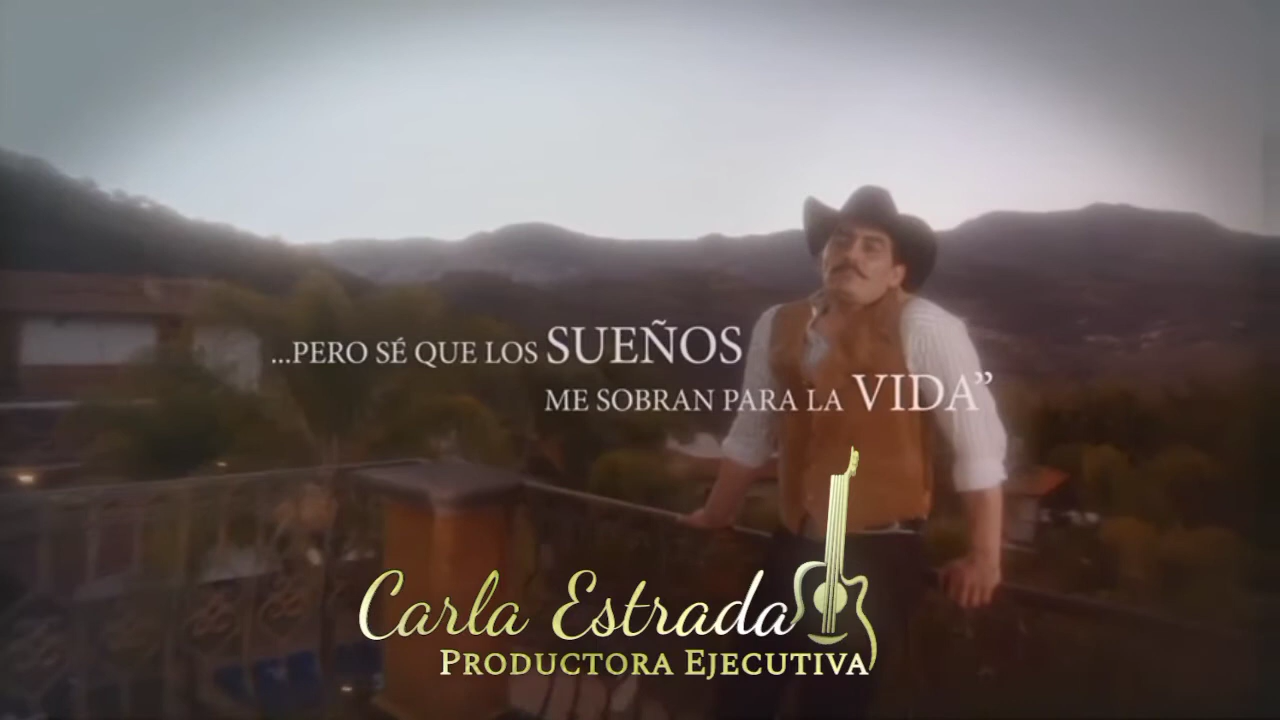 ...PERO SÉ QUE LOS SUEÑOS
ME SOBRAN PARA LA VIDA”
Carla Estrada
PRODUCTORA EJECUTIVA